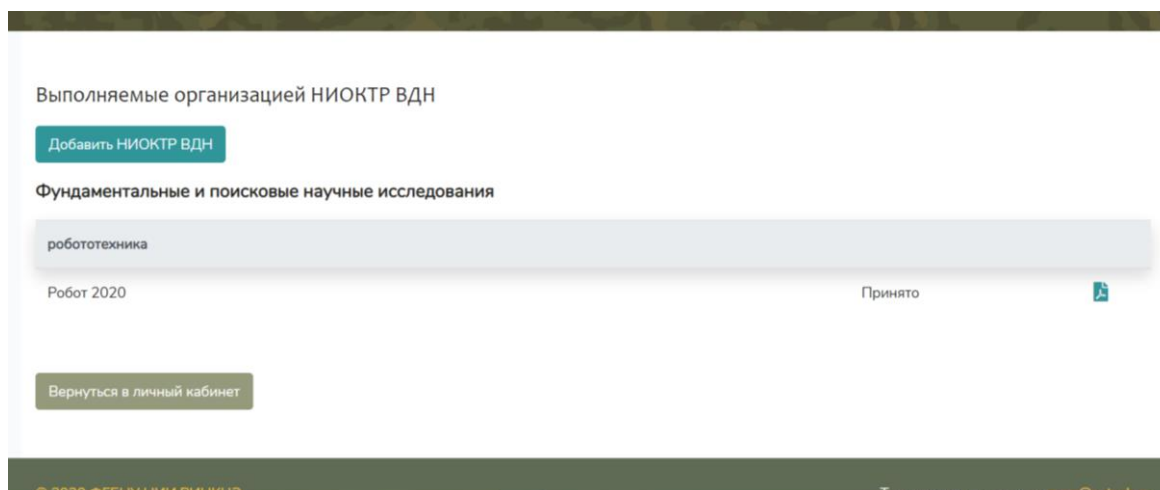 Выполняемые организацией НИОКТР ВДН
Добавить НИОКТР ВДН
Фундаментальные и поисковые научные исследования
робототехника
Робот 2020 Принято
Вернуться в личный кабинет